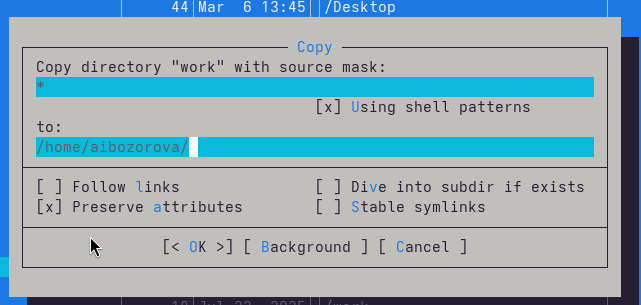 44 Mar  6 13:45 /Desktop
Copy
Copy directory "work" with source mask:
*
[x] Using shell patterns
to:
/home/aibozorova/
[ ] Follow links [ ] Dive into subdir if exists
[x] Preserve attributes [ ] Stable symlinks
[< OK >] [ Background ] [ Cancel ]